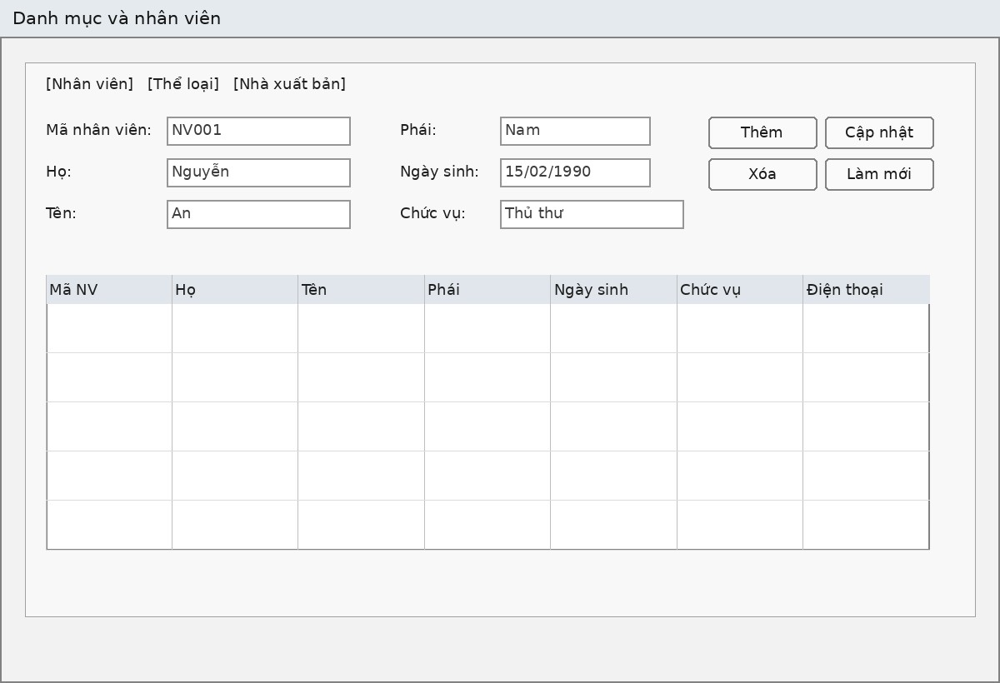 Danh mục và nhân viên
[Nhân viên] [Thể loại] [Nhà xuất bản]
Mã nhân viên: NV001 Phái: Nam Thêm Cập nhật
Họ: Nguyễn Ngày sinh: 15/02/1990 Xóa Làm mới
Tên: An Chức vụ: Thủ thư
Mã NV Họ Tên Phái Ngày sinh Chức vụ Điện thoại